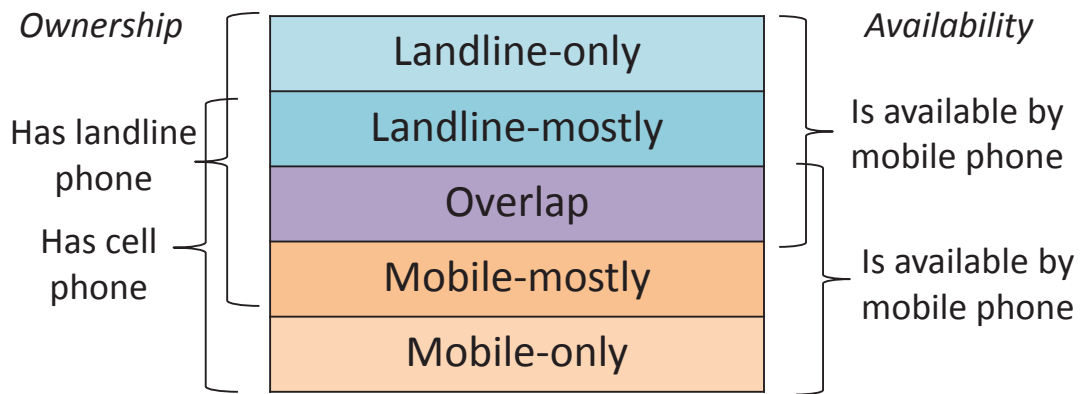 Ownership
Has landline
phone
Has cell
phone
Landline-only
Landline-mostly
Overlap
Mobile-mostly
Mobile-only
Availability
Is available by
mobile phone
Is available by
mobile phone